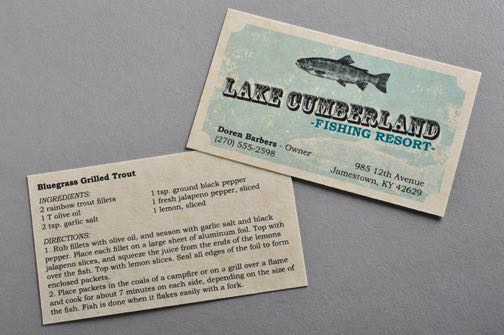 LAKE CUMBERLAND
-FISHING RESORT-
Doren Barbers - Owner
(270) 555-2598
985 12th Avenue
Jamestown, KY 42629
Bluegrass Grilled Trout
INGREDIENTS:
2 rainbow trout fillets
1 T olive oil
2 tsp. garlic salt
1 tsp. ground black pepper
1 fresh jalapeno pepper, sliced
1 lemon, sliced
DIRECTIONS:
1. Rub fillets with olive oil, and season with garlic salt and black
pepper. Place each fillet on a large sheet of aluminum foil. Top with
jalapeno slices, and squeeze the juice from the ends of the lemons
over the fish. Top with lemon slices. Seal all edges of the foil to form
enclosed packets.
2. Place packets in the coals of a campfire or on a grill over a flame
and cook for about 7 minutes on each side, depending on the size of
the fish. Fish is done when it flakes easily with a fork.